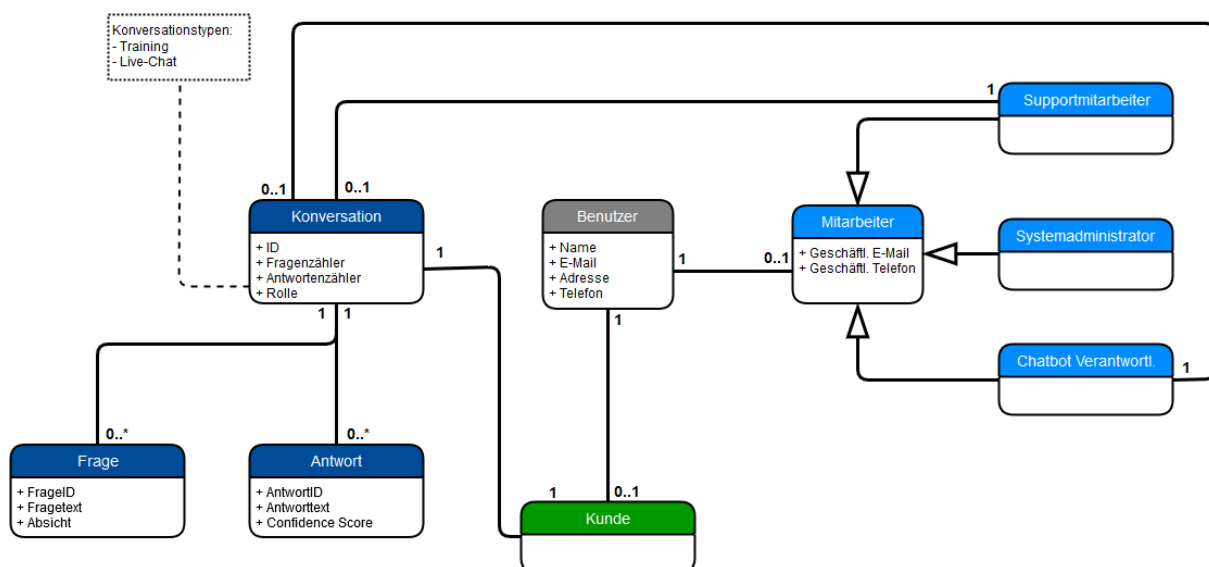 Konversationstypen:
- Training
- Live-Chat
1
Supportmitarbeiter
0..1
0..1
Konversation
+ ID
+ Fragenzähler
+ Antwortenzähler
+ Rolle
1
Benutzer
+ Name
+ E-Mail
+ Adresse
+ Telefon
1
0..1
Mitarbeiter
+ Geschäftl. E-Mail
+ Geschäftl. Telefon
Systemadministrator
1
1
1
Chatbot Verantwortl.
1
0..*
0..*
Frage
+ FrageID
+ Fragetext
+ Absicht
Antwort
+ AntwortID
+ Antworttext
+ Confidence Score
1
0..1
Kunde